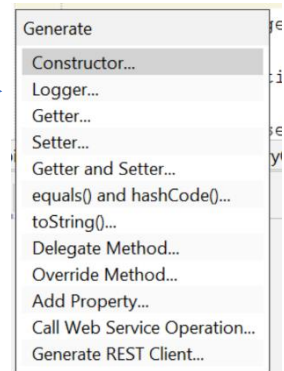 Generate
Constructor...
Logger...
Getter...
Setter...
Getter and Setter...
equals() and hashCode()...
toString()...
Delegate Method...
Override Method...
Add Property...
Call Web Service Operation...
Generate REST Client...